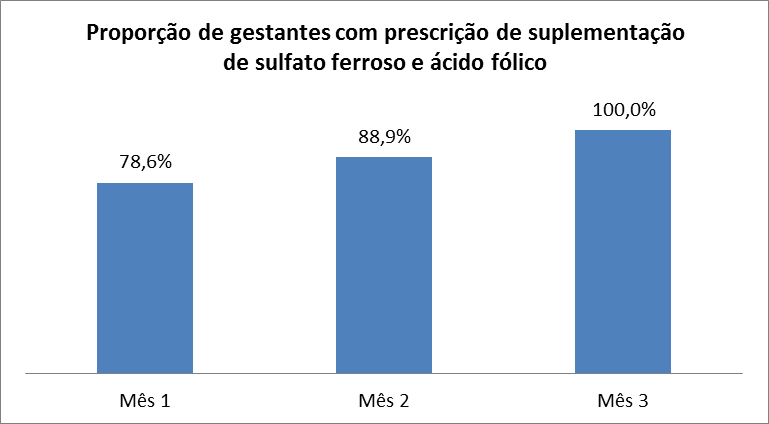 Proporção de gestantes com prescrição de suplementação
de sulfato ferroso e ácido fólico
100,0%
88,9%
78,6%
Mês 1
Mês 2
Mês 3